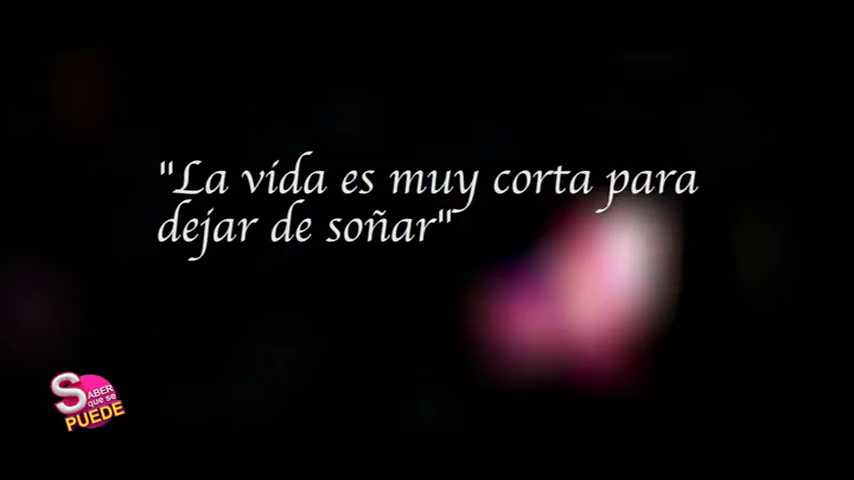 "La vida es muy corta para
dejar de soñar"
SABER
que se
PUEDE